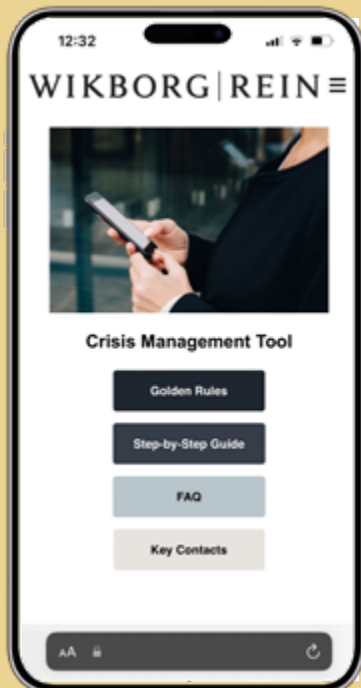 12:32
WIKBORG|REIN
Crisis Management Tool
Golden Rules
Step-by-Step Guide
FAQ
Key Contacts
AA